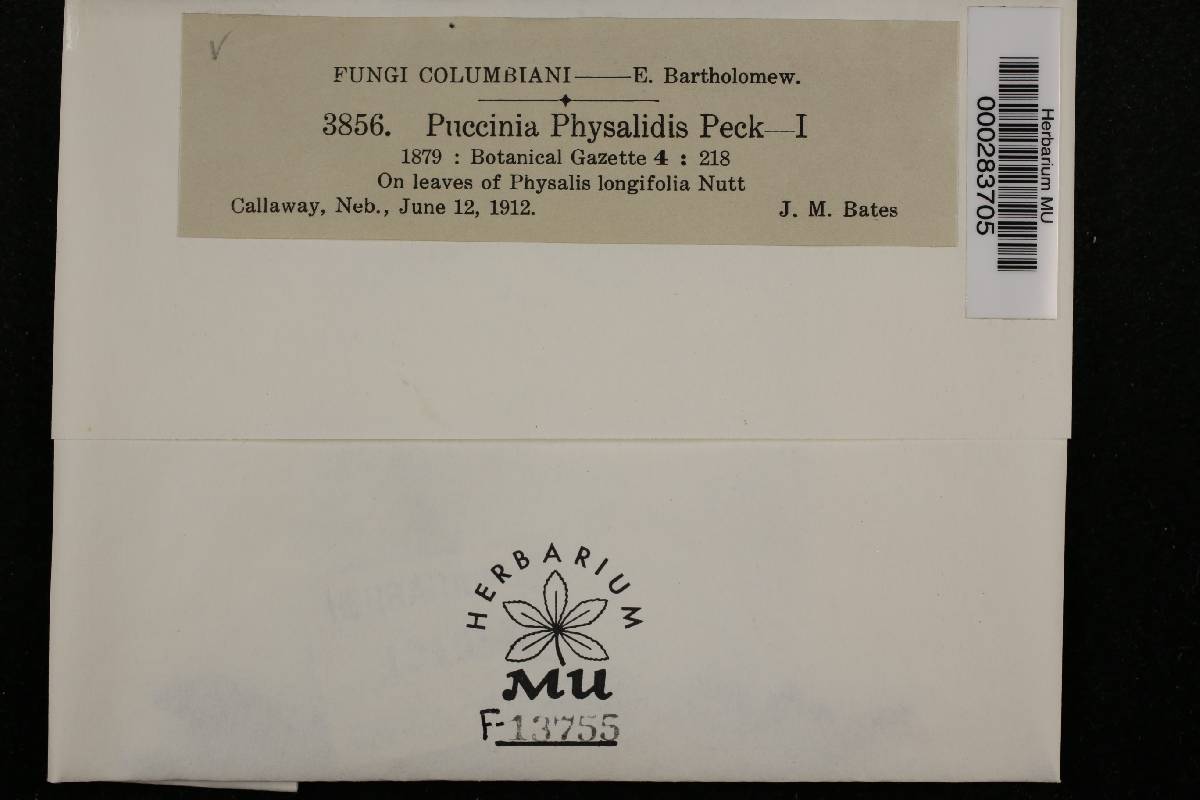 V
FUNGI COLUMBIANI——E. Bartholomew.
3856. Puccinia Physalidis Peck—I
1879 : Botanical Gazette 4 : 218
On leaves of Physalis longifolia Nutt
Callaway, Neb., June 12, 1912. J. M. Bates
Herbarium MU
000283705
HERBARIUM
MU
F-13755